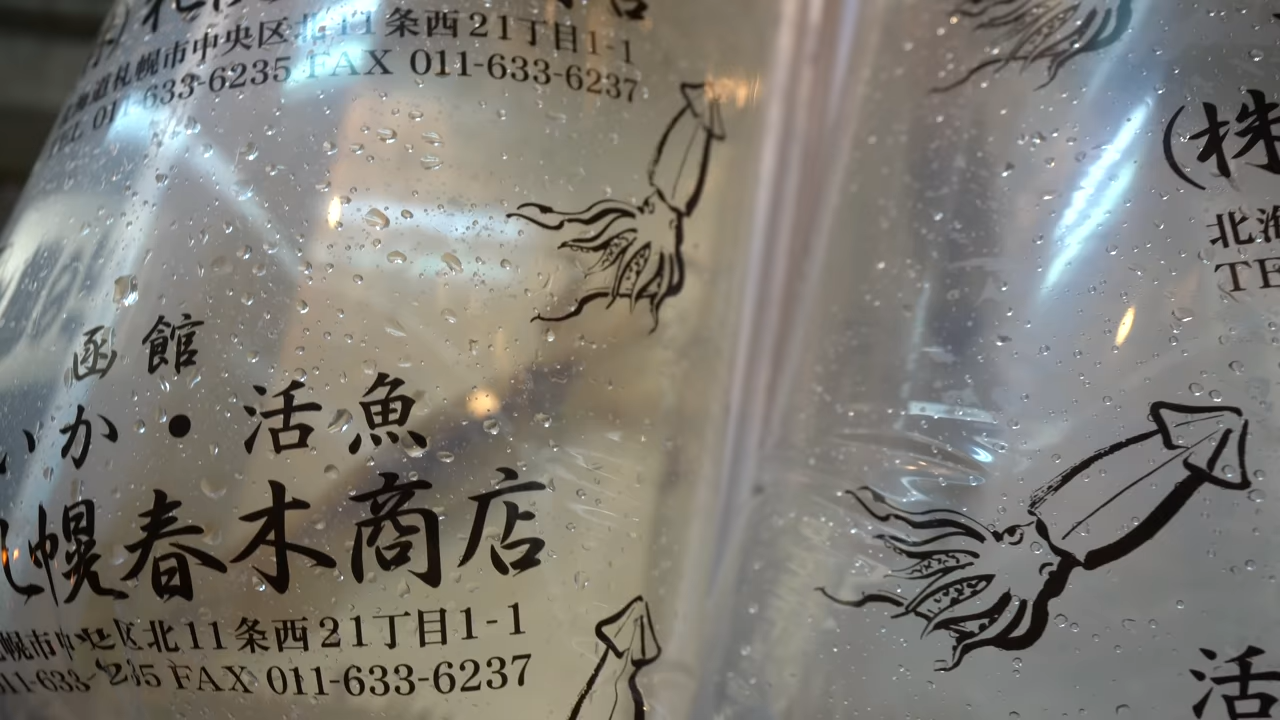 札幌市中央区北11条西21丁目1-1
633-6235 FAX 011-633-6237
函館
いか・活魚
札幌春木商店
幌市中央区北11条西21丁目1-1
011-633-6235 FAX 011-633-6237
(株
北海
TE
活